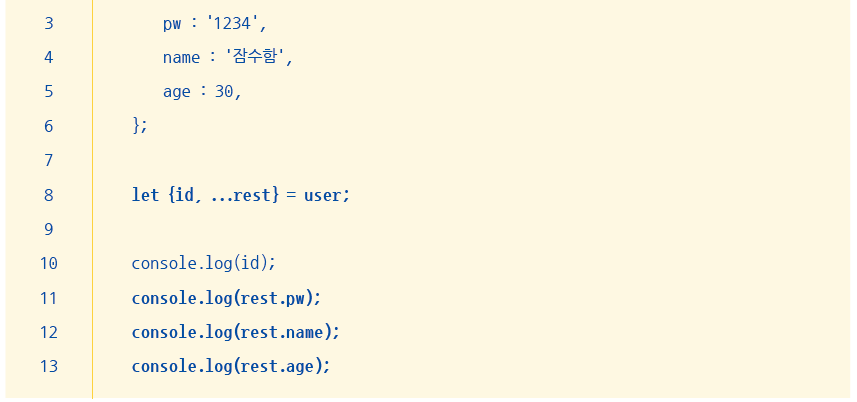 3 pw : '1234',
4 name : '잠수함',
5 age : 30,
6 };
7
8 let {id, ...rest} = user;
9
10 console.log(id);
11 console.log(rest.pw);
12 console.log(rest.name);
13 console.log(rest.age);